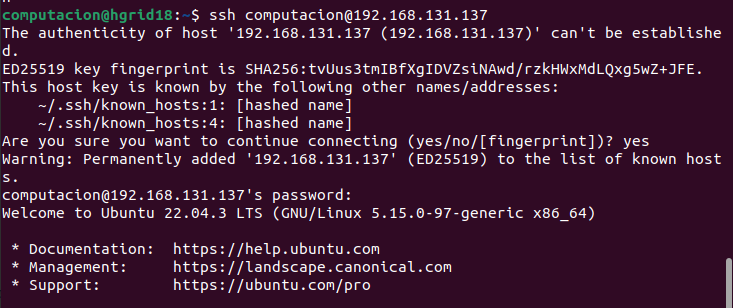 computacion@hgrid18:~$ ssh computacion@192.168.131.137
The authenticity of host '192.168.131.137 (192.168.131.137)' can't be establishe
d.
ED25519 key fingerprint is SHA256:tvUus3tmIBfXgIDVZsiNAwd/rzkHWxMdLQxg5wZ+JFE.
This host key is known by the following other names/addresses:
    ~/.ssh/known_hosts:1: [hashed name]
    ~/.ssh/known_hosts:4: [hashed name]
Are you sure you want to continue connecting (yes/no/[fingerprint])? yes
Warning: Permanently added '192.168.131.137' (ED25519) to the list of known host
s.
computacion@192.168.131.137's password:
Welcome to Ubuntu 22.04.3 LTS (GNU/Linux 5.15.0-97-generic x86_64)

 * Documentation:  https://help.ubuntu.com
 * Management:     https://landscape.canonical.com
 * Support:        https://ubuntu.com/pro